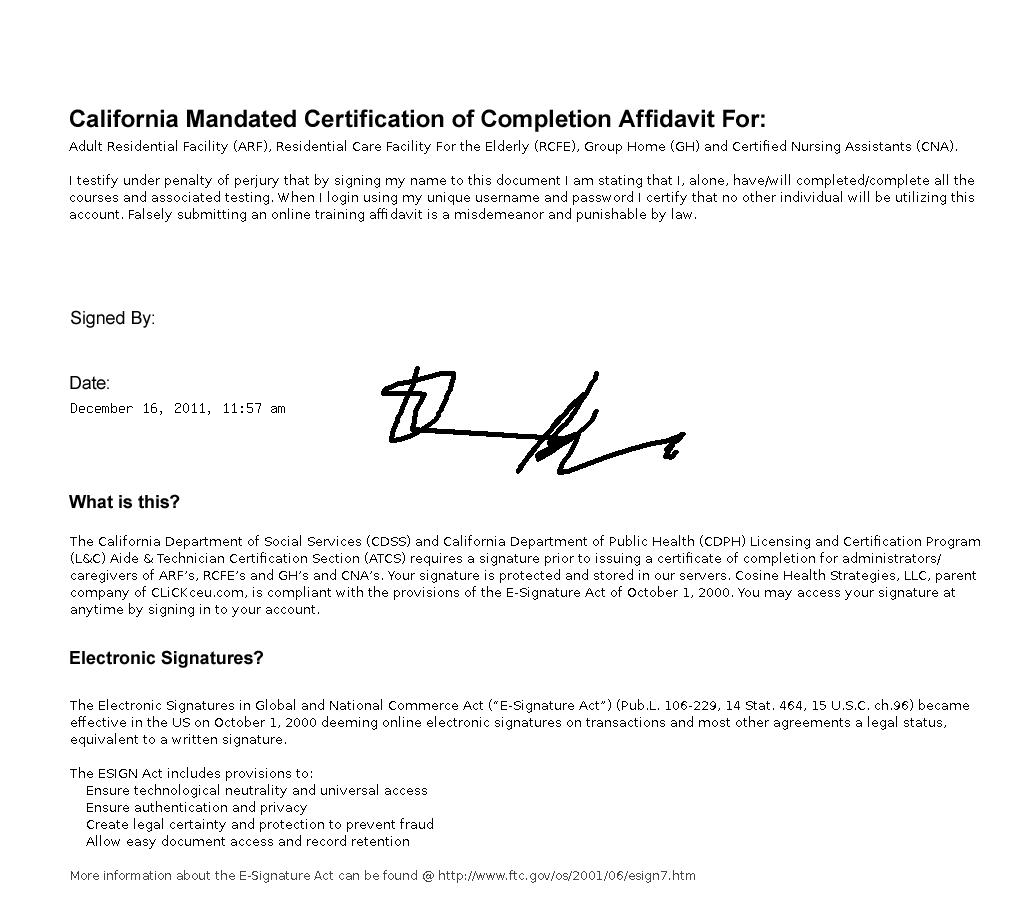 California Mandated Certification of Completion Affidavit For:
Adult Residential Facility (ARF), Residential Care Facility For the Elderly (RCFE), Group Home (GH) and Certified Nursing Assistants (CNA).
I testify under penalty of perjury that by signing my name to this document I am stating that I, alone, have/will completed/complete all the
courses and associated testing. When I login using my unique username and password I certify that no other individual will be utilizing this
account. Falsely submitting an online training affidavit is a misdemeanor and punishable by law.
Signed By:
Date:
December 16, 2011, 11:57 am
What is this?
The California Department of Social Services (CDSS) and California Department of Public Health (CDPH) Licensing and Certification Program
(L&C) Aide & Technician Certification Section (ATCS) requires a signature prior to issuing a certificate of completion for administrators/
caregivers of ARF's, RCFE's and GH's and CNA's. Your signature is protected and stored in our servers. Cosine Health Strategies, LLC, parent
company of CLiCKceu.com, is compliant with the provisions of the E-Signature Act of October 1, 2000. You may access your signature at
anytime by signing in to your account.
Electronic Signatures?
The Electronic Signatures in Global and National Commerce Act (“E-Signature Act”) (Pub.L. 106-229, 14 Stat. 464, 15 U.S.C. ch.96) became
effective in the US on October 1, 2000 deeming online electronic signatures on transactions and most other agreements a legal status,
equivalent to a written signature.
The ESIGN Act includes provisions to:
Ensure technological neutrality and universal access
Ensure authentication and privacy
Create legal certainty and protection to prevent fraud
Allow easy document access and record retention
More information about the E-Signature Act can be found @ http://www.ftc.gov/os/2001/06/esign7.htm